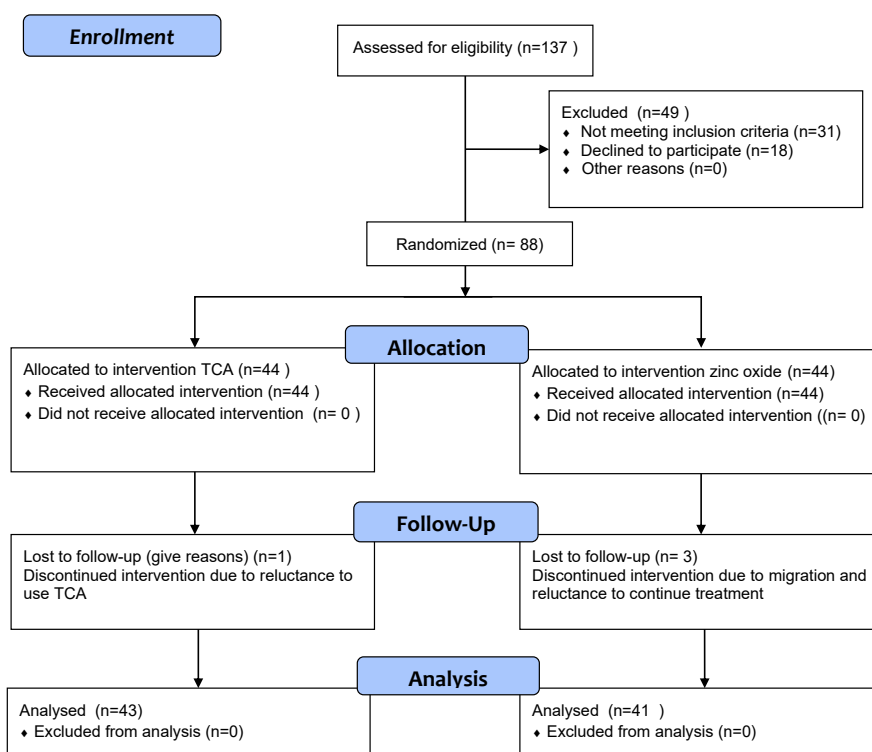 Enrollment
Assessed for eligibility (n=137 )
Excluded (n=49 )
♦ Not meeting inclusion criteria (n=31)
♦ Declined to participate (n=18)
♦ Other reasons (n=0)
Randomized (n= 88)
Allocation
Allocated to intervention TCA (n=44 )
♦ Received allocated intervention (n=44 )
♦ Did not receive allocated intervention (n= 0 )
Allocated to intervention zinc oxide (n=44)
♦ Received allocated intervention (n=44)
♦ Did not receive allocated intervention ((n= 0)
Follow-Up
Lost to follow-up (give reasons) (n=1)
Discontinued intervention due to reluctance to
use TCA
Lost to follow-up (n= 3)
Discontinued intervention due to migration and
reluctance to continue treatment
Analysis
Analysed (n=43)
♦ Excluded from analysis (n=0)
Analysed (n=41 )
♦ Excluded from analysis (n=0)